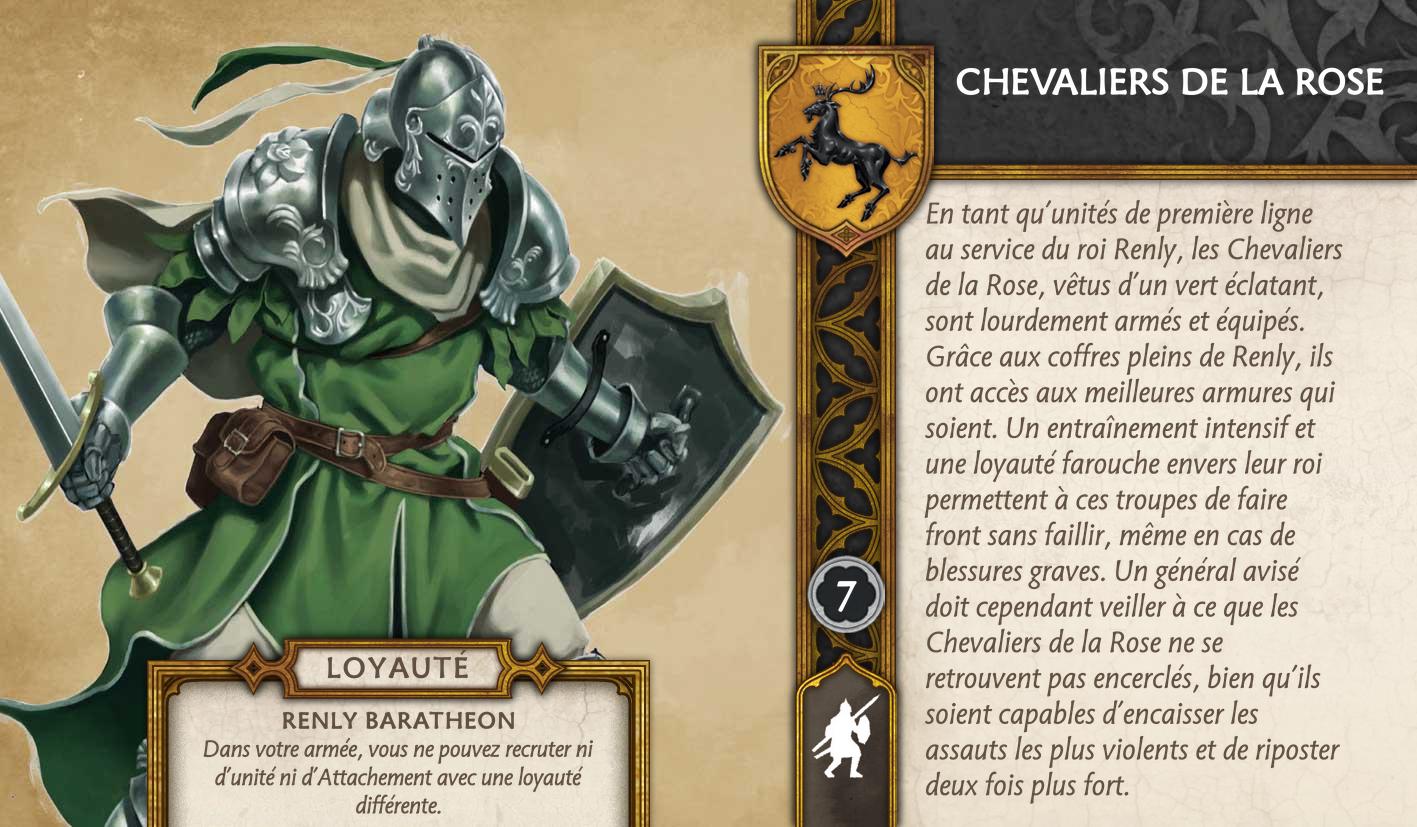 CHEVALIERS DE LA ROSE
En tant qu'unités de première ligne
au service du roi Renly, les Chevaliers
de la Rose, vêtus d'un vert éclatant,
sont lourdement armés et équipés.
Grâce aux coffres pleins de Renly, ils
ont accès aux meilleures armures qui
soient. Un entraînement intensif et
une loyauté farouche envers leur roi
permettent à ces troupes de faire
front sans faillir, même en cas de
blessures graves. Un général avisé
doit cependant veiller à ce que les
Chevaliers de la Rose ne se
retrouvent pas encerclés, bien qu'ils
soient capables d'encaisser les
assauts les plus violents et de riposter
deux fois plus fort.
7
LOYAUTÉ
RENLY BARATHEON
Dans votre armée, vous ne pouvez recruter ni
d'unité ni d'Attachement avec une loyauté
différente.